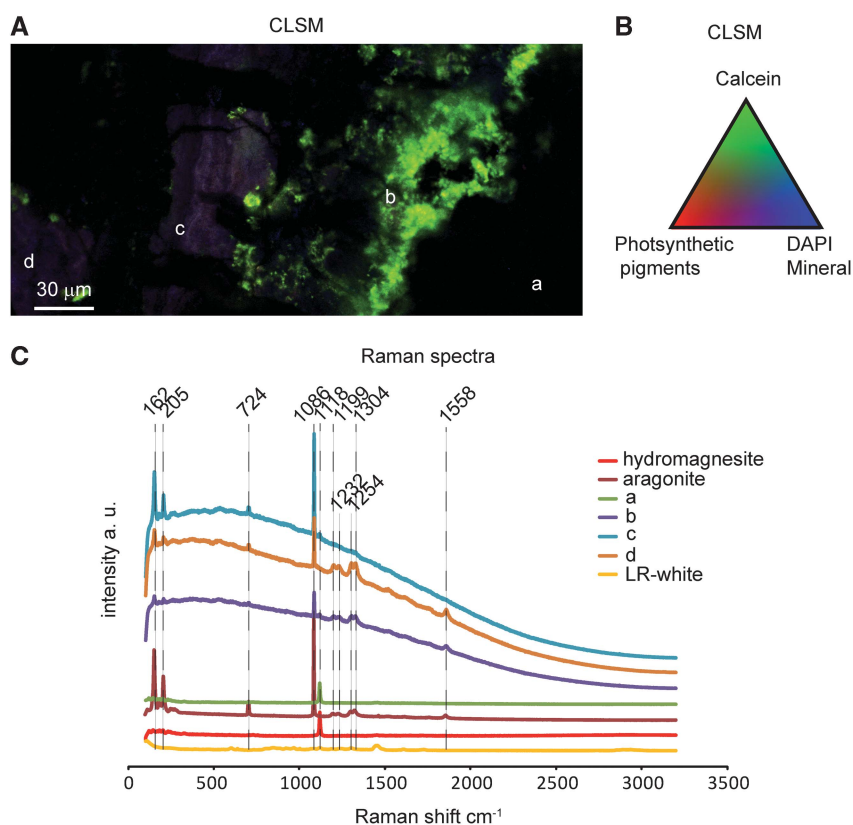 A
CLSM
b
c
d
30 μm
a
B
CLSM
Calcein
Photsynthetic
pigments
DAPI
Mineral
C
Raman spectra
162
205
724
1086
1118
1199
1304
1558
1232
1254
hydromagnesite
aragonite
a
b
c
d
LR-white
intensity a. u.
0
500
1000
1500
2000
2500
3000
3500
Raman shift cm-1